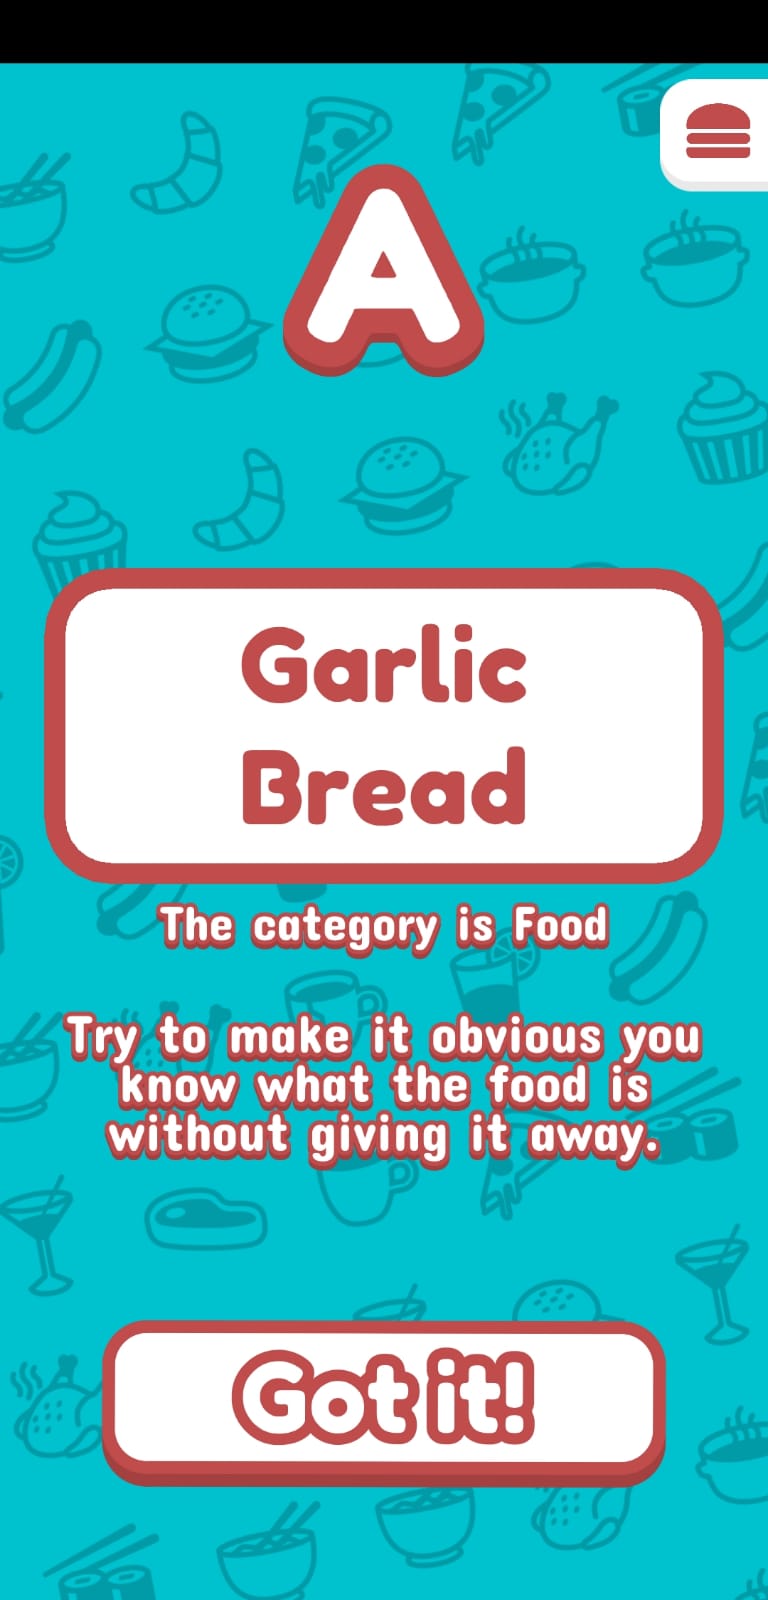 A
Garlic
Bread
The category is Food
Try to make it obvious you
know what the food is
without giving it away.
Got it!